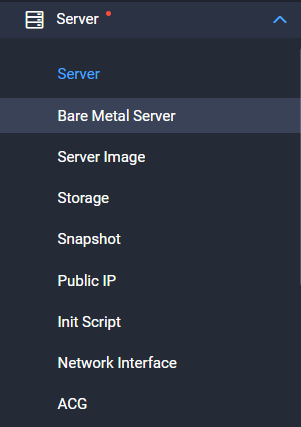 Server
Server
Bare Metal Server
Server Image
Storage
Snapshot
Public IP
Init Script
Network Interface
ACG